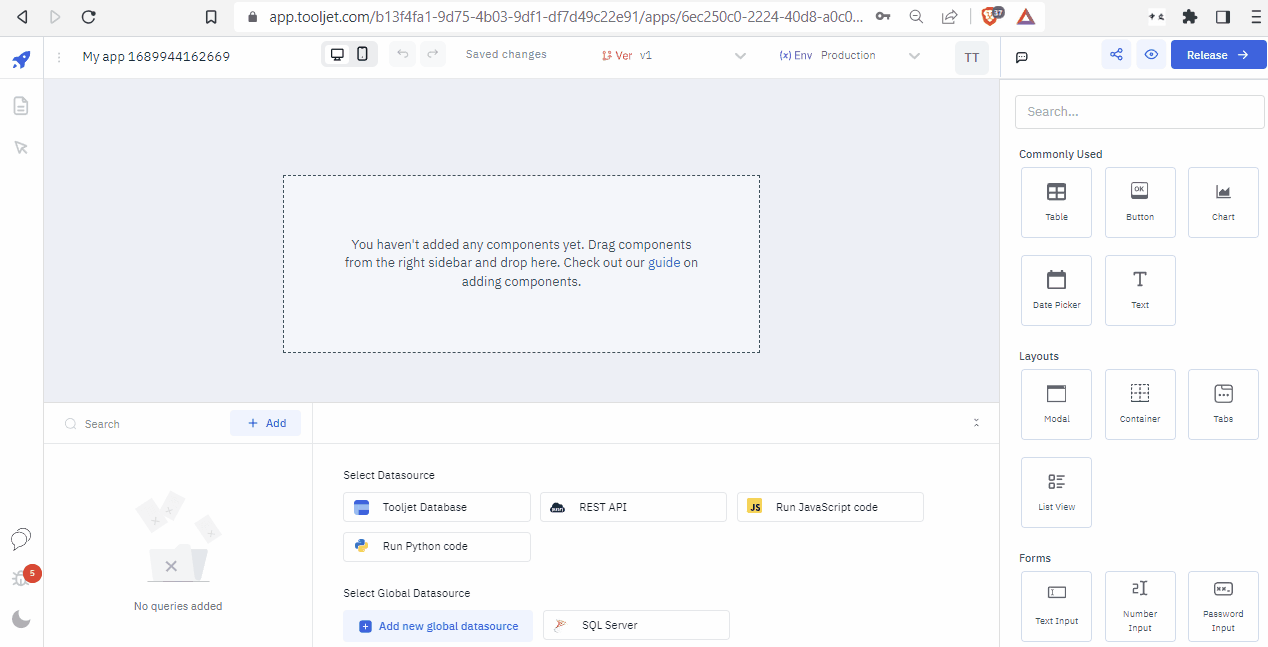 app.tooljet.com/b13f4fa1-9d75-4b03-9df1-df7d49c22e91/apps/6ec250c0-2224-40d8-a0c0...
37
My app 1689944162669
Saved changes
Ver v1
(x) Env Production
TT
Release
Search...
Commonly Used
OK
Table
Button
Chart
You haven't added any components yet. Drag components
from the right sidebar and drop here. Check out our guide on
adding components.
Date Picker
Text
Layouts
Modal
Container
Tabs
Search
+ Add
List View
Select Datasource
Tooljet Database
REST API
JS Run JavaScript code
Run Python code
Forms
5
No queries added
Select Global Datasource
Add new global datasource
SQL Server
Text Input
Number
Input
Password
Input